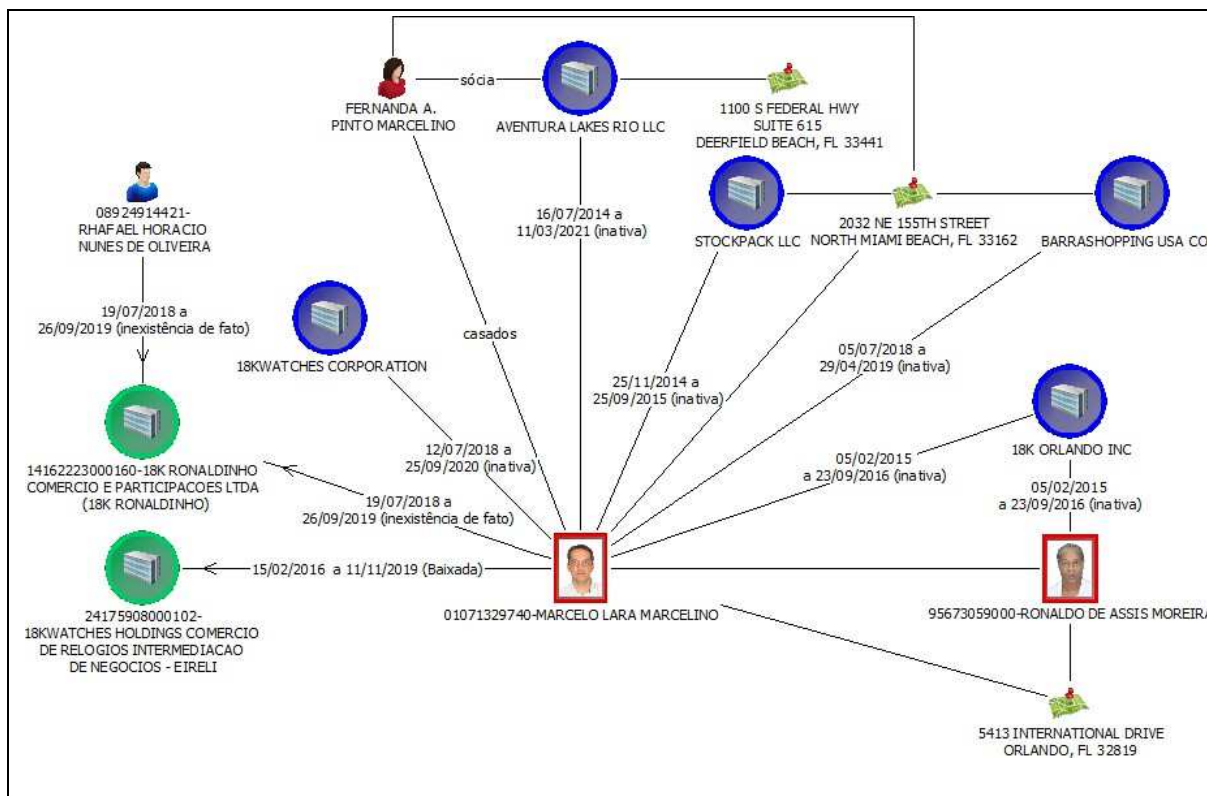 sócia
FERNANDA A.
PINTO MARCELINO
AVENTURA LAKES RIO LLC
1100 S FEDERAL HWY
SUITE 615
DEERFIELD BEACH, FL 33441
08924914421-
RHAFAEL HORACIO
NUNES DE OLIVEIRA
16/07/2014 a
11/03/2021 (inativa)
STOCKPACK LLC
2032 NE 155TH STREET
NORTH MIAMI BEACH, FL 33162
BARRASHOPPING USA CO
19/07/2018 a
26/09/2019 (inexistência de fato)
18KWATCHES CORPORATION
casados
05/07/2018 a
29/04/2019 (inativa)
25/11/2014 a
25/09/2015 (inativa)
14162223000160-18K RONALDINHO
COMERCIO E PARTICIPACOES LTDA
(18K RONALDINHO)
12/07/2018 a
25/09/2020 (inativa)
18K ORLANDO INC
05/02/2015
a 23/09/2016 (inativa)
05/02/2015
a 23/09/2016 (inativa)
19/07/2018 a
26/09/2019 (inexistência de fato)
15/02/2016 a 11/11/2019 (Baixada)
24175908000102-
18KWATCHES HOLDINGS COMERCIO
DE RELOGIOS INTERMEDIACAO
DE NEGOCIOS - EIRELI
01071329740-MARCELO LARA MARCELINO
95673059000-RONALDO DE ASSIS MOREIRA
5413 INTERNATIONAL DRIVE
ORLANDO, FL 32819